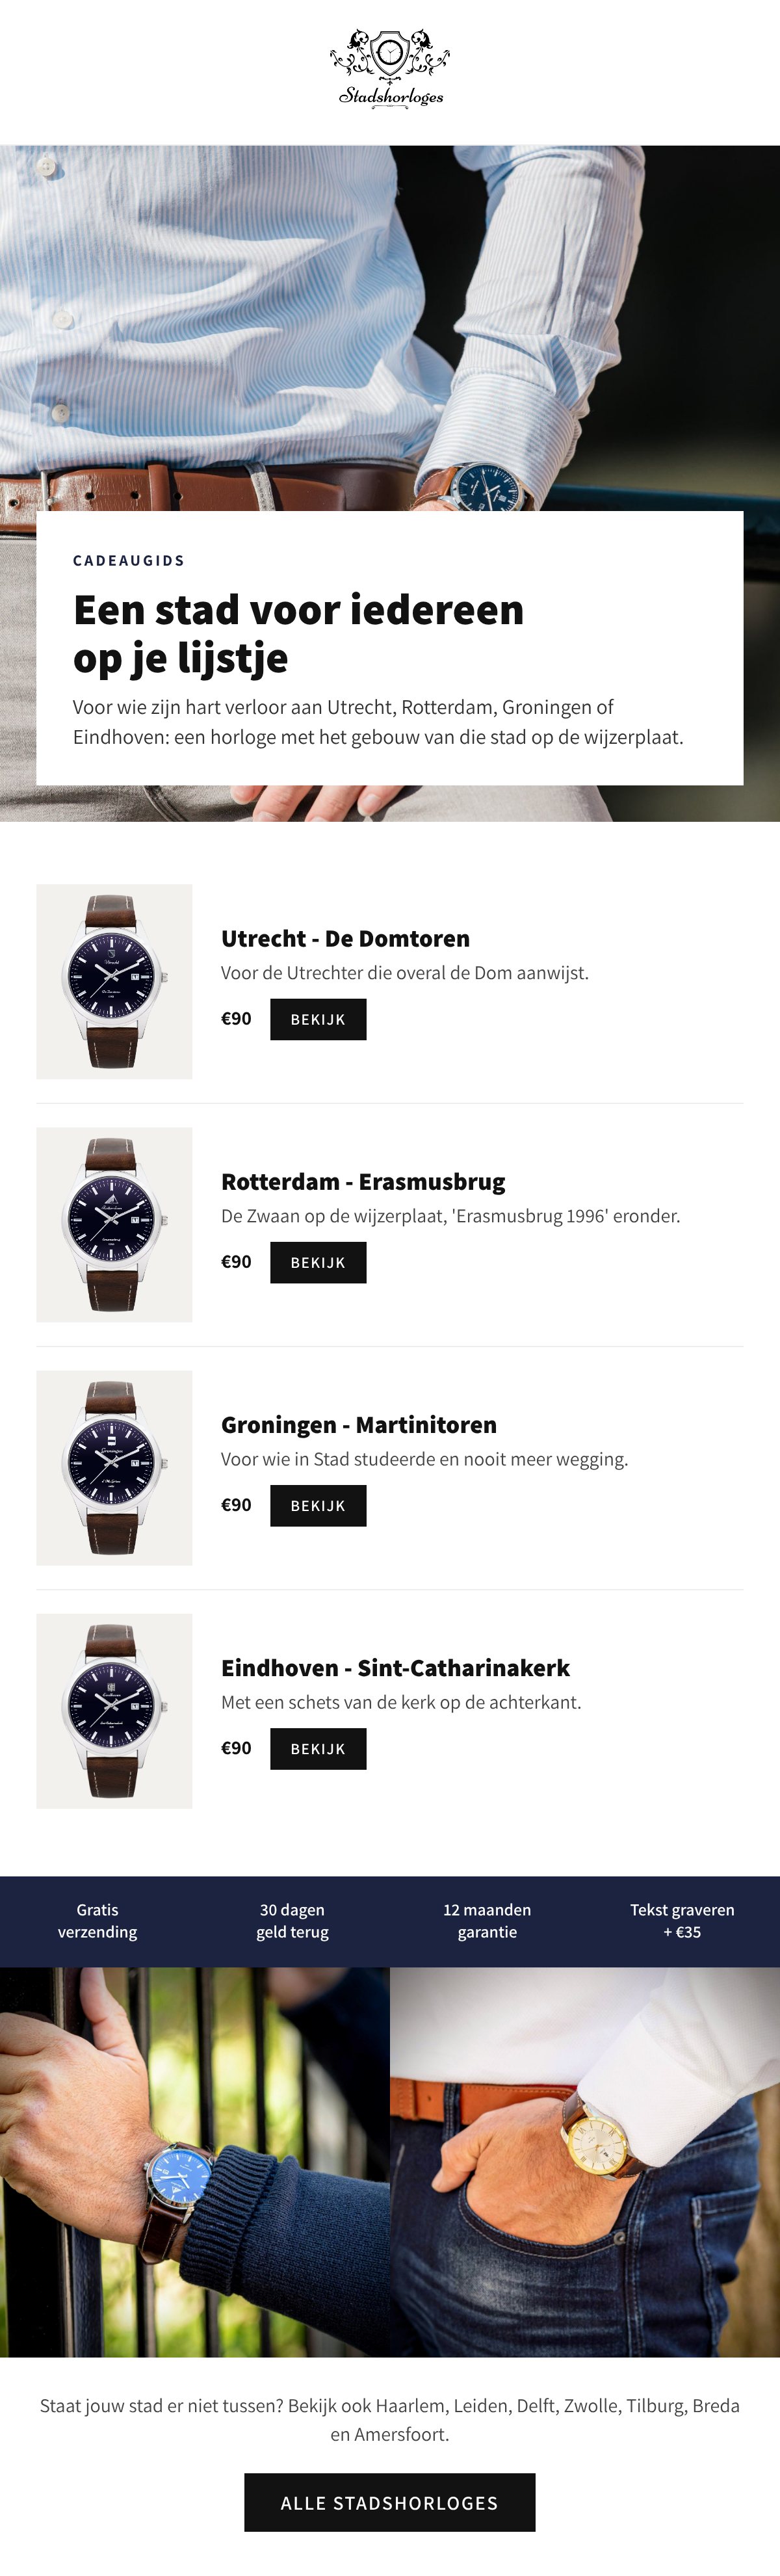 Stadshorloges
CADEAUGIDS
Een stad voor iedereen
op je lijstje
Voor wie zijn hart verloor aan Utrecht, Rotterdam, Groningen of
Eindhoven: een horloge met het gebouw van die stad op de wijzerplaat.
Utrecht - De Domtoren
Voor de Utrechter die overal de Dom aanwijst.
€90
BEKIJK
Rotterdam - Erasmusbrug
De Zwaan op de wijzerplaat, 'Erasmusbrug 1996' eronder.
€90
BEKIJK
Groningen - Martinitoren
Voor wie in Stad studeerde en nooit meer wegging.
€90
BEKIJK
Eindhoven - Sint-Catharinakerk
Met een schets van de kerk op de achterkant.
€90
BEKIJK
Gratis
verzending
30 dagen
geld terug
12 maanden
garantie
Tekst graveren
+ €35
Staat jouw stad er niet tussen? Bekijk ook Haarlem, Leiden, Delft, Zwolle, Tilburg, Breda
en Amersfoort.
ALLE STADSHORLOGES